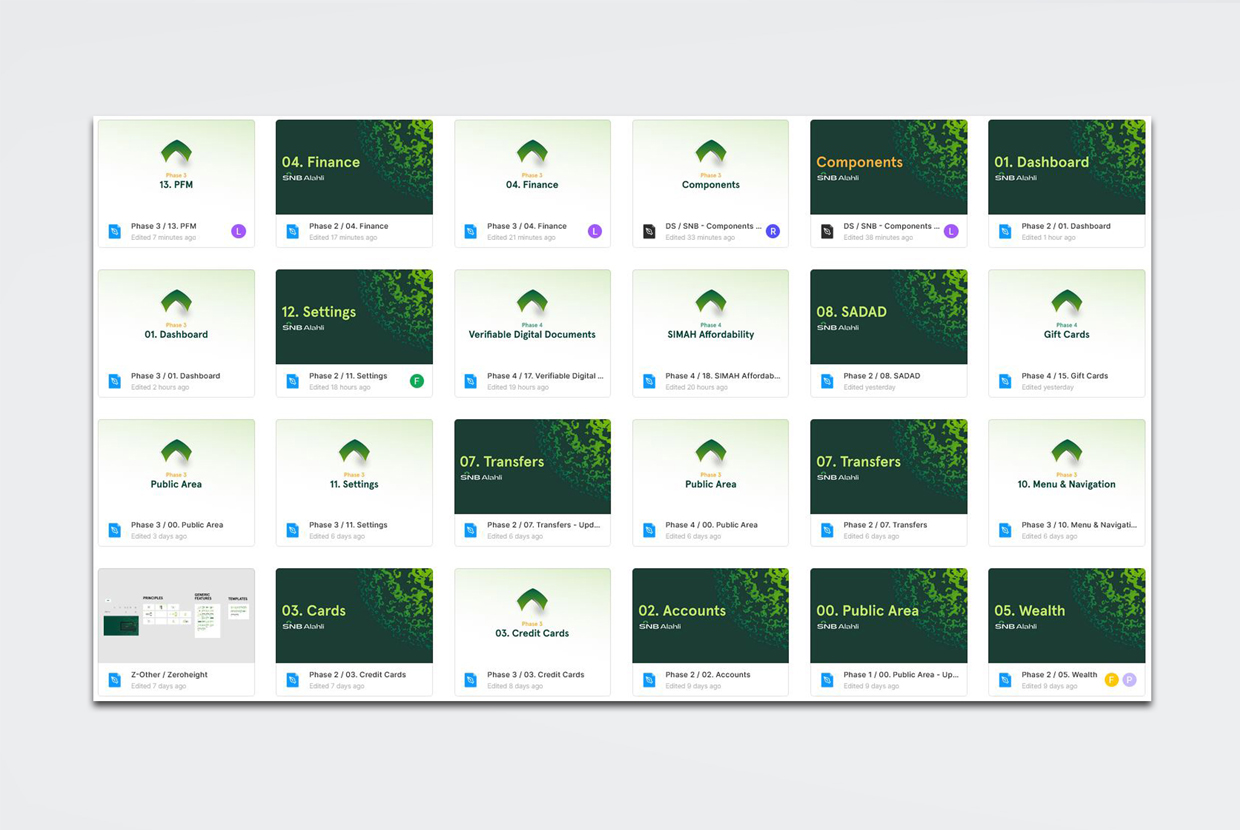 Phase 3
13. PFM
Phase 3 / 13. PFM
Edited 7 minutes ago
L
04. Finance
SNB Alahli
Phase 2 / 04. Finance
Edited 17 minutes ago
Phase 3
04. Finance
Phase 3 / 04. Finance
Edited 21 minutes ago
L
Phase 3
Components
DS / SNB - Components ...
Edited 33 minutes ago
R
Components
SNB Alahli
DS / SNB - Components ...
Edited 38 minutes ago
L
01. Dashboard
SNB Alahli
Phase 2 / 01. Dashboard
Edited 1 hour ago
Phase 3
01. Dashboard
Phase 3 / 01. Dashboard
Edited 2 hours ago
12. Settings
SNB Alahli
Phase 2 / 11. Settings
Edited 18 hours ago
F
Phase 4
Verifiable Digital Documents
Phase 4 / 17. Verifiable Digital ...
Edited 19 hours ago
Phase 4
SIMAH Affordability
Phase 4 / 18. SIMAH Affordab...
Edited 20 hours ago
08. SADAD
SNB Alahli
Phase 2 / 08. SADAD
Edited yesterday
Phase 4
Gift Cards
Phase 4 / 15. Gift Cards
Edited yesterday
Phase 3
Public Area
Phase 3 / 00. Public Area
Edited 3 days ago
Phase 3
11. Settings
Phase 3 / 11. Settings
Edited 6 days ago
07. Transfers
SNB Alahli
Phase 2 / 07. Transfers - Upd...
Edited 6 days ago
Phase 3
Public Area
Phase 4 / 00. Public Area
Edited 6 days ago
07. Transfers
SNB Alahli
Phase 2 / 07. Transfers
Edited 6 days ago
Phase 3
10. Menu & Navigation
Phase 3 / 10. Menu & Navigati...
Edited 6 days ago
PRINCIPLES
GENERIC
FEATURES
TEMPLATES
Z-Other / Zeroheight
Edited 7 days ago
03. Cards
SNB Alahli
Phase 2 / 03. Credit Cards
Edited 7 days ago
Phase 3
03. Credit Cards
Phase 3 / 03. Credit Cards
Edited 8 days ago
02. Accounts
SNB Alahli
Phase 2 / 02. Accounts
Edited 9 days ago
00. Public Area
SNB Alahli
Phase 1 / 00. Public Area - Up...
Edited 9 days ago
05. Wealth
SNB Alahli
Phase 2 / 05. Wealth
Edited 9 days ago
F
P